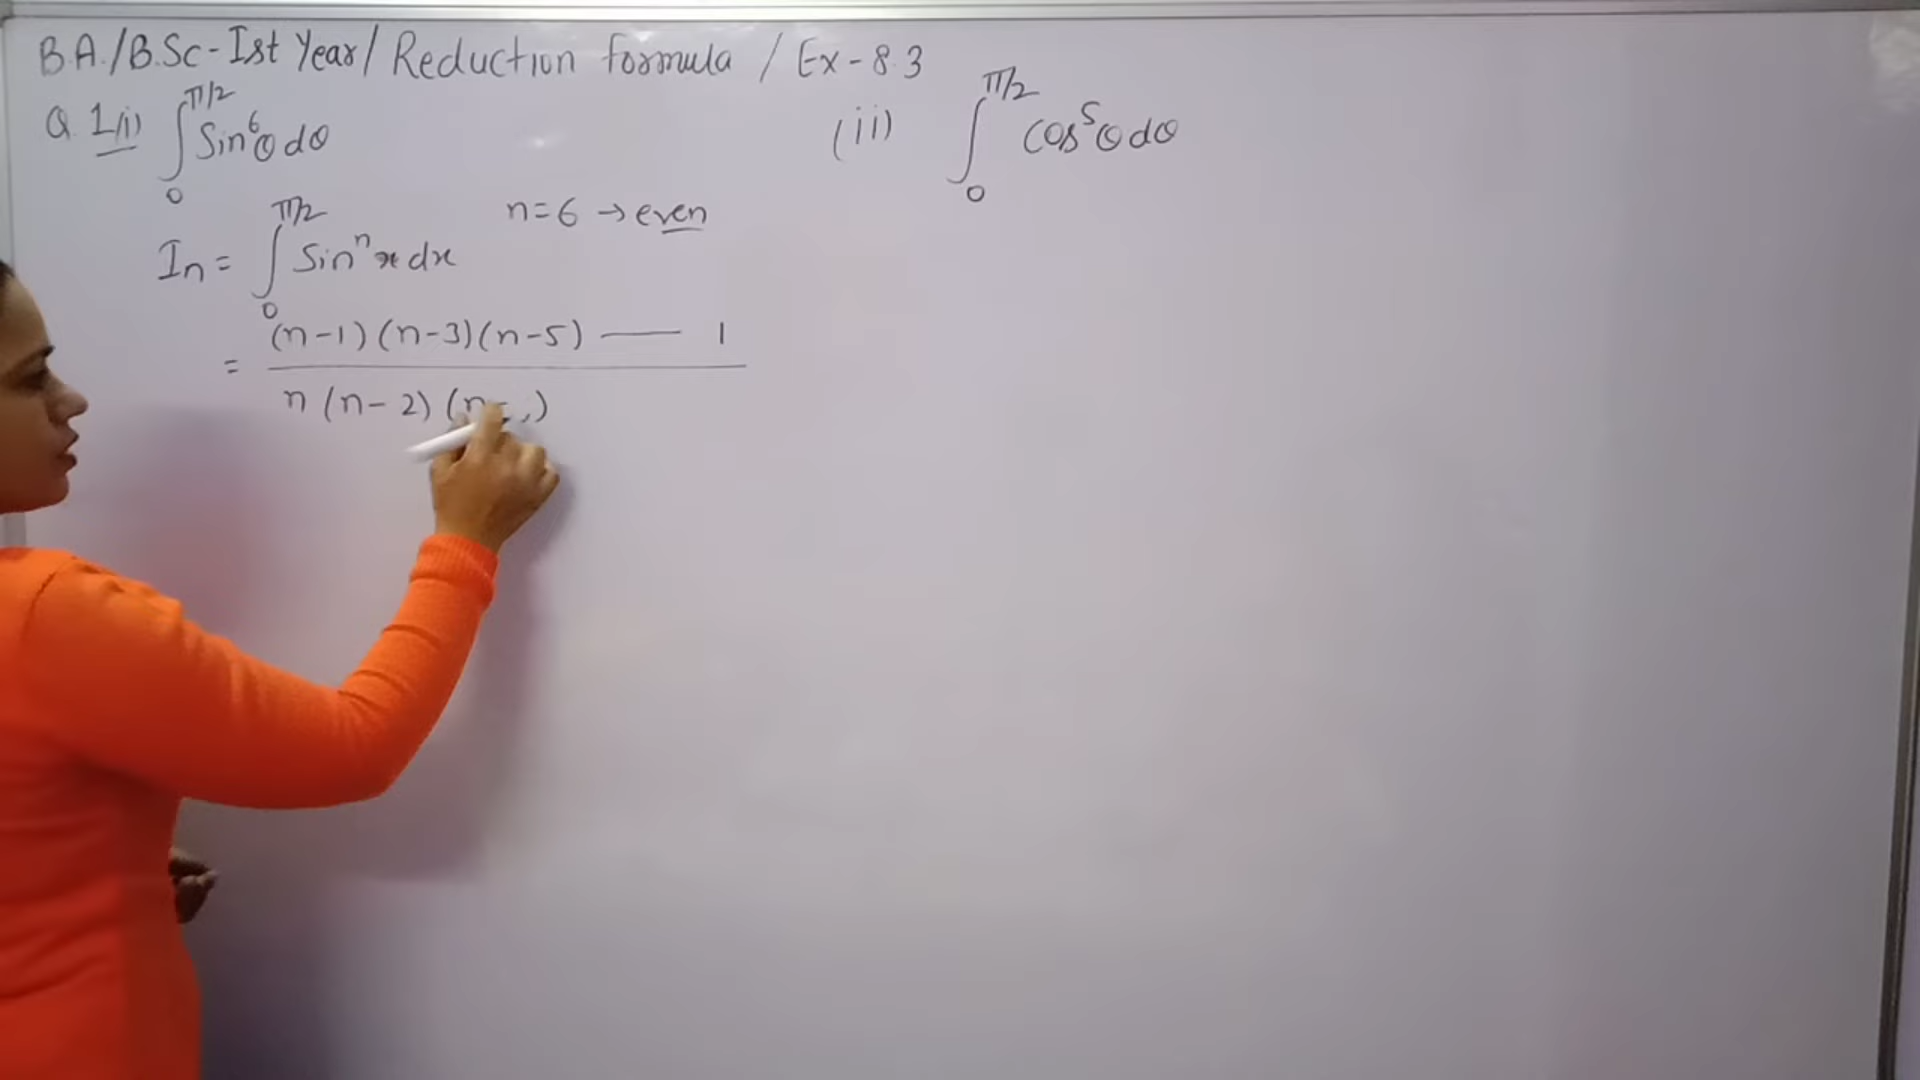 B.A./B.Sc-Ist Year/ Reduction formula / Ex-8.3
Q.1(i) ∫₀^π/2 Sin⁶θ dθ
(ii) ∫₀^π/2 Cos⁵θ dθ
In = ∫₀^π/2 Sinⁿx dx n=6 → even
= (n-1)(n-3)(n-5) — 1
n(n-2)(n-